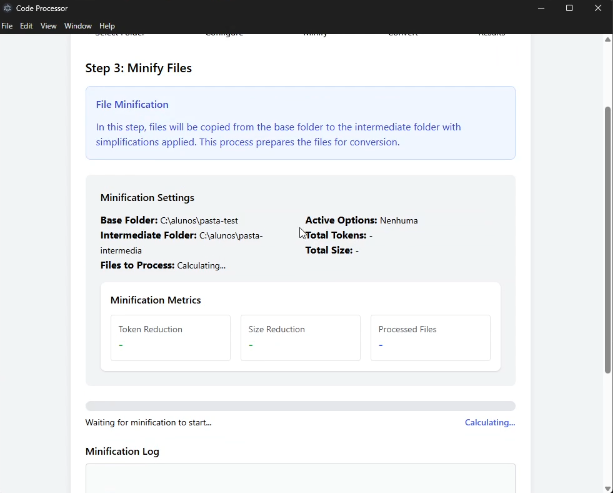 Code Processor
File Edit View Window Help
Select Folder Configure Minify Convert Results
Step 3: Minify Files
File Minification
In this step, files will be copied from the base folder to the intermediate folder with
simplifications applied. This process prepares the files for conversion.
Minification Settings
Base Folder: C:\alunos\pasta-test
Intermediate Folder: C:\alunos\pasta-
intermedia
Files to Process: Calculating...
Active Options: Nenhuma
Total Tokens: -
Total Size: -
Minification Metrics
Token Reduction
-
Size Reduction
-
Processed Files
-
Waiting for minification to start...
Calculating...
Minification Log